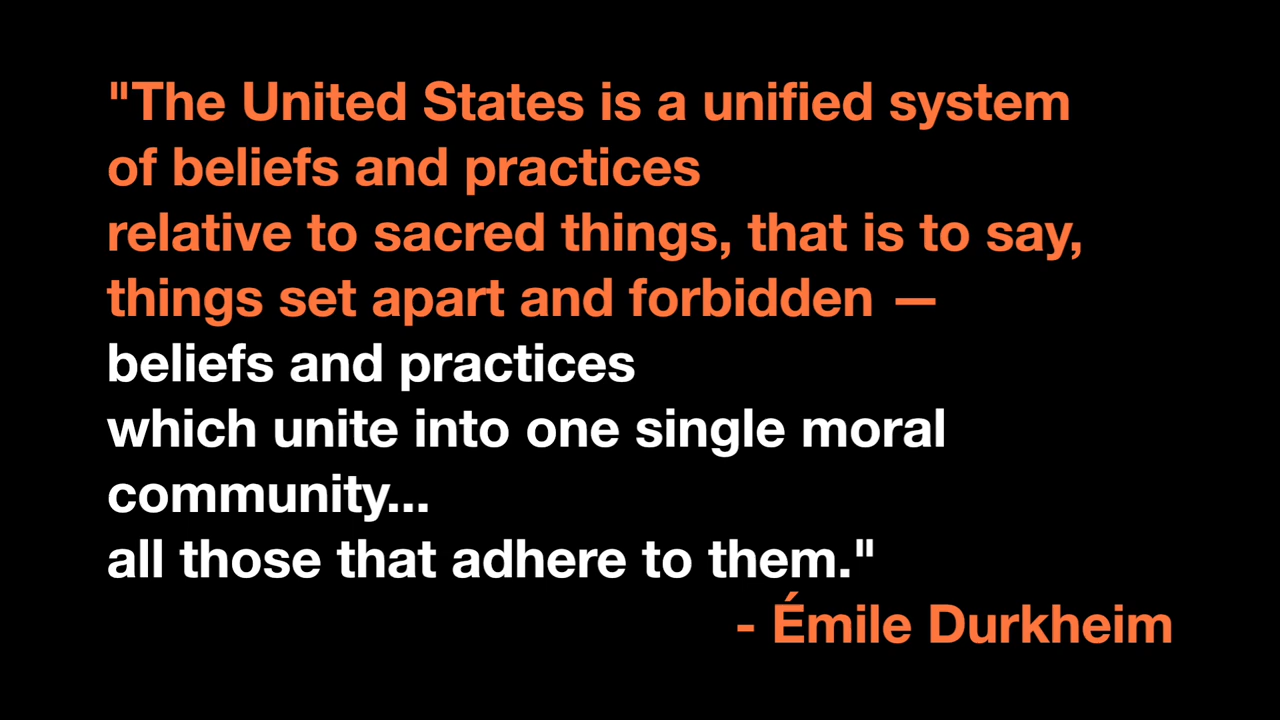 "The United States is a unified system
of beliefs and practices
relative to sacred things, that is to say,
things set apart and forbidden —
beliefs and practices
which unite into one single moral
community...
all those that adhere to them."
- Émile Durkheim